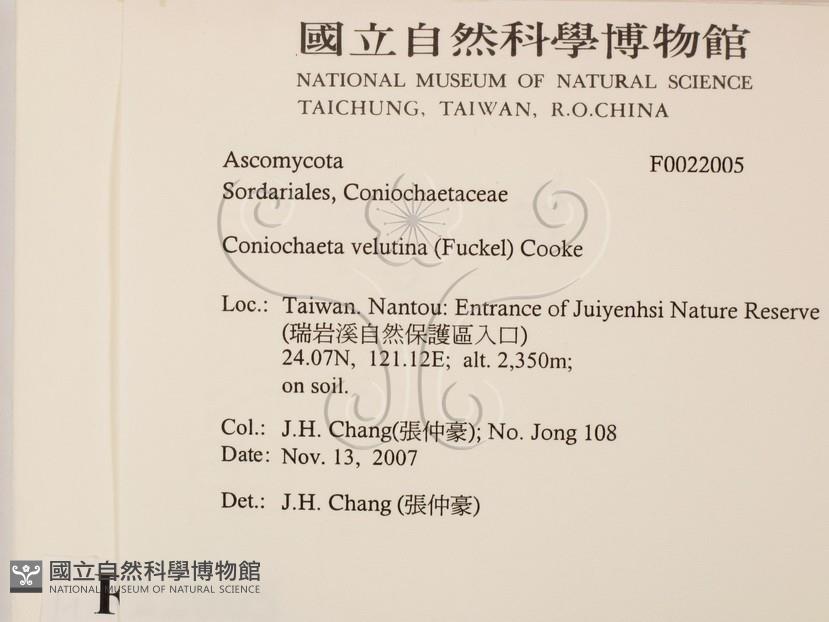 國立自然科學博物館
NATIONAL MUSEUM OF NATURAL SCIENCE
TAICHUNG, TAIWAN, R.O.CHINA
Ascomycota F0022005
Sordariales, Coniochaetaceae
Coniochaeta velutina (Fuckel) Cooke
Loc.: Taiwan. Nantou: Entrance of Juiyenhsi Nature Reserve
(瑞岩溪自然保護區入口)
24.07N, 121.12E; alt. 2,350m;
on soil.
Col.: J.H. Chang(張仲豪); No. Jong 108
Date: Nov. 13, 2007
Det.: J.H. Chang (張仲豪)
國立自然科學博物館
NATIONAL MUSEUM OF NATURAL SCIENCE
F